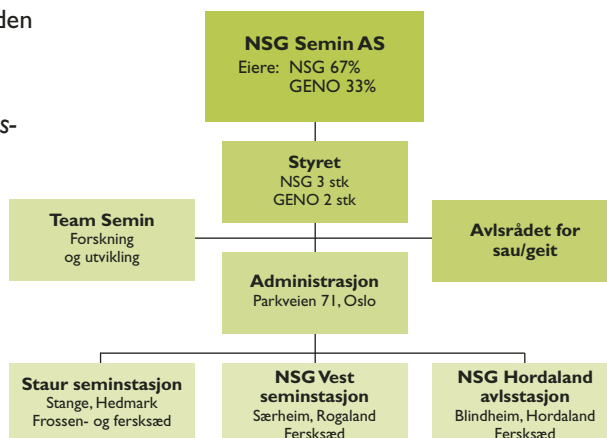 den
s-
NSG Semin AS
Eiere: NSG 67%
GENO 33%
Styret
NSG 3 stk
GENO 2 stk
Team Semin
Forskning
og utvikling
Avlsrådet for
sau/geit
Administrasjon
Parkveien 71, Oslo
Staur seminstasjon
Stange, Hedmark
Frossen- og fersksæd
NSG Vest
seminstasjon
Særheim, Rogaland
Fersksæd
NSG Hordaland
avlsstasjon
Blindheim, Hordaland
Fersksæd